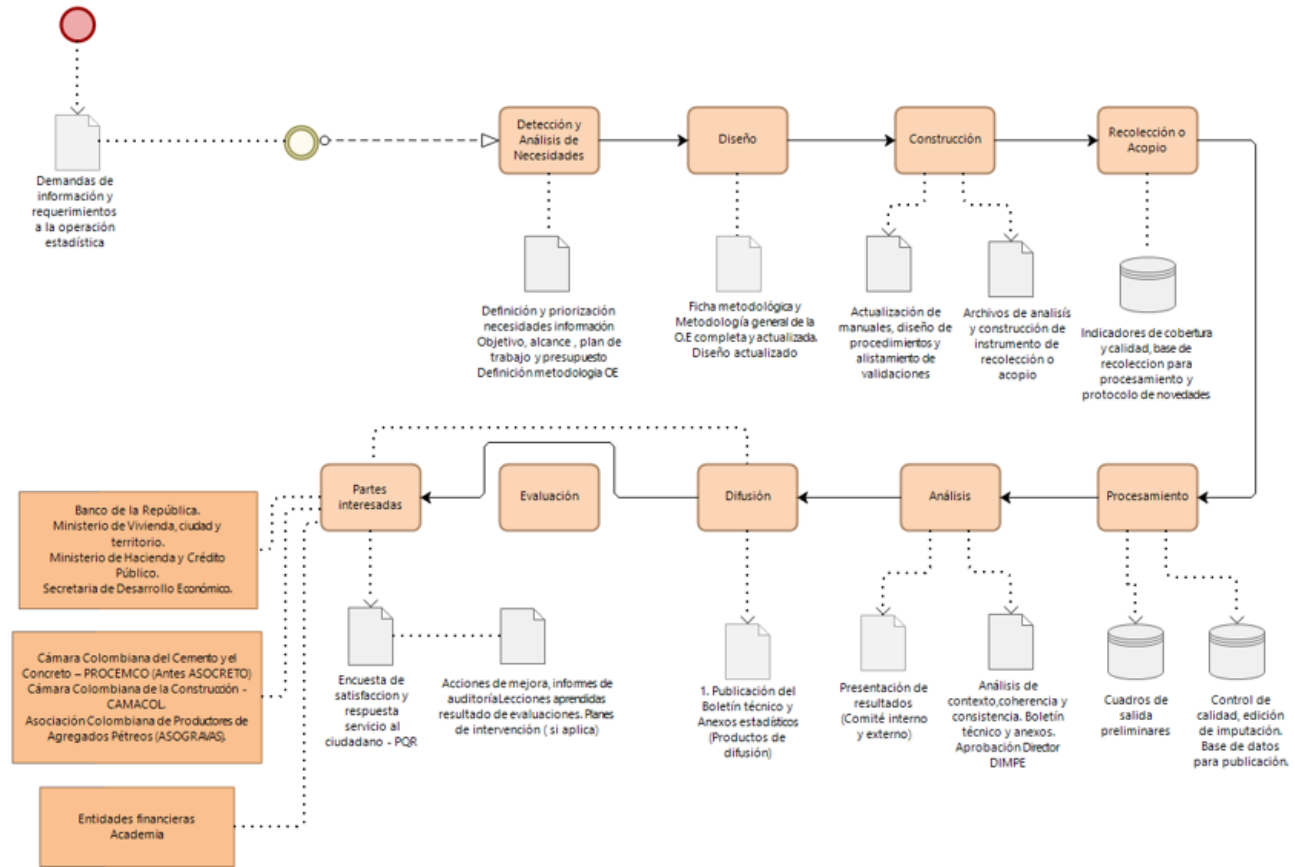 Demandas de
información y
requerimientos
a la operación
estadística
Detección y
Análisis de
Necesidades
Diseño
Construcción
Recolección o
Acopio
Definición y priorización
necesidades información
Objetivo, alcance , plan de
trabajo y presupuesto
Definición metodología OE
Ficha metodológica y
Metodología general de la
O.E completa y actualizada.
Diseño actualizado
Actualización de
manuales, diseño de
procedimientos y
alistamiento de
validaciones
Archivos de analisís
y construcción de
instrumento de
recolección o
acopio
Indicadores de cobertura
y calidad, base de
recoleccion para
procesamiento y
protocolo de novedades
Partes
interesadas
Evaluación
Difusión
Análisis
Procesamiento
Banco de la República.
Ministerio de Vivienda, ciudad y
territorio.
Ministerio de Hacienda y Crédito
Público.
Secretaria de Desarrollo Económico.
Cámara Colombiana del Cemento y el
Concreto – PROCEMCO (Antes ASOCRETO)
Cámara Colombiana de la Construcción -
CAMACOL.
Asociación Colombiana de Productores de
Agregados Pétreos (ASOGRAVAS).
Entidades financieras
Academia
Encuesta de
satisfaccion y
respuesta
servicio al
ciudadano - PQR
Acciones de mejora, informes de
auditoría.Lecciones aprendidas
resultado de evaluaciones. Planes
de intervención ( si aplica)
1. Publicación del
Boletín técnico y
Anexos estadísticos
(Productos de
difusión)
Presentación de
resultados
(Comité interno
y externo)
Análisis de
contexto,coherencia y
consistencia. Boletín
técnico y anexos.
Aprobación Director
DIMPE
Cuadros de
salida
preliminares
Control de
calidad, edición
de imputación.
Base de datos
para publicación.